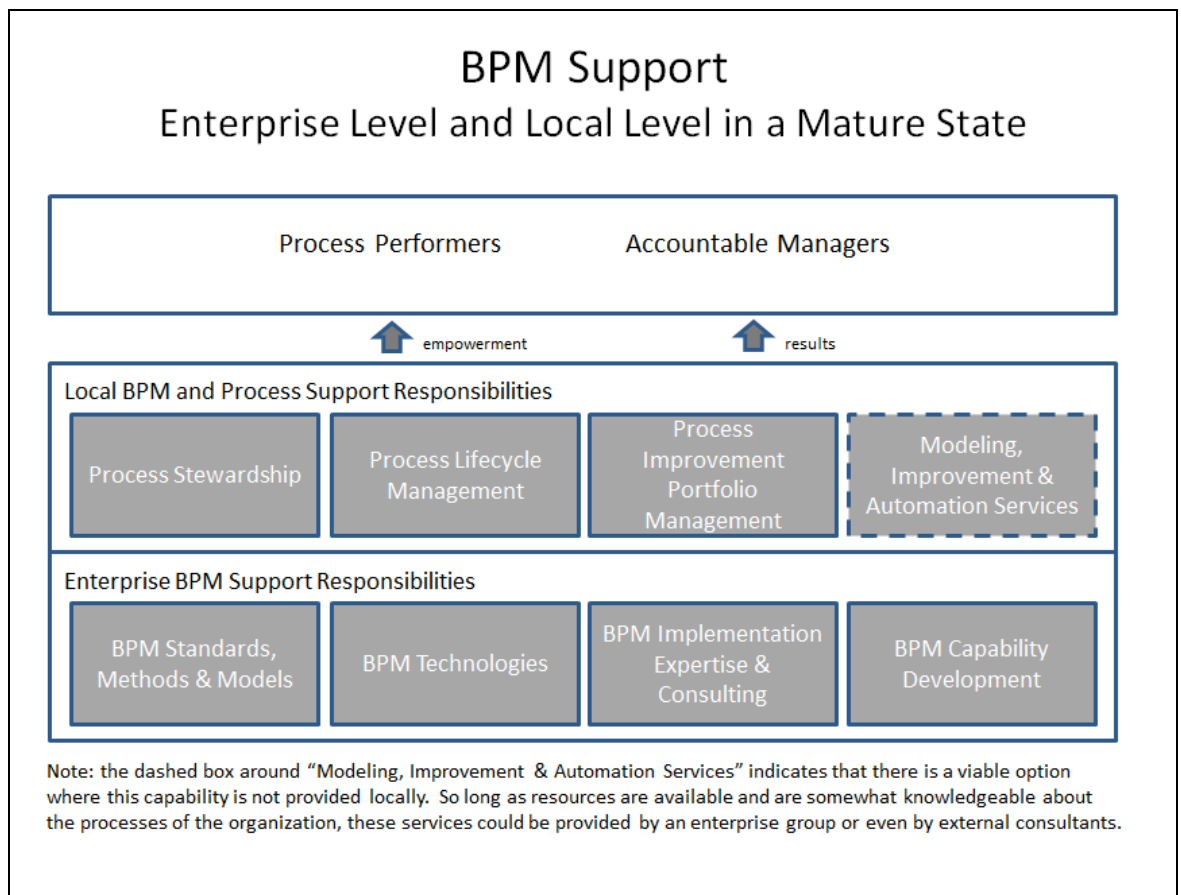 BPM Support
Enterprise Level and Local Level in a Mature State
Process Performers
Accountable Managers
empowerment
results
Local BPM and Process Support Responsibilities
Process Stewardship
Process Lifecycle
Management
Process
Improvement
Portfolio
Management
Modeling,
Improvement &
Automation Services
Enterprise BPM Support Responsibilities
BPM Standards,
Methods & Models
BPM Technologies
BPM Implementation
Expertise &
Consulting
BPM Capability
Development
Note: the dashed box around “Modeling, Improvement & Automation Services” indicates that there is a viable option
where this capability is not provided locally.  So long as resources are available and are somewhat knowledgeable about
the processes of the organization, these services could be provided by an enterprise group or even by external consultants.